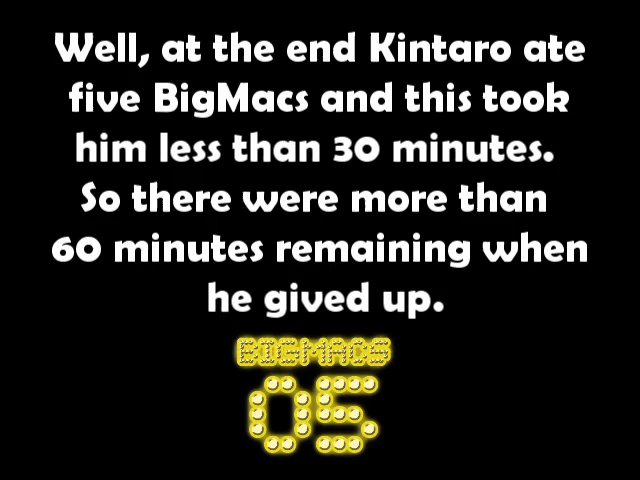 Well, at the end Kintaro ate
five BigMacs and this took
him less than 30 minutes.
So there were more than
60 minutes remaining when
he gived up.
BIGMACS
05